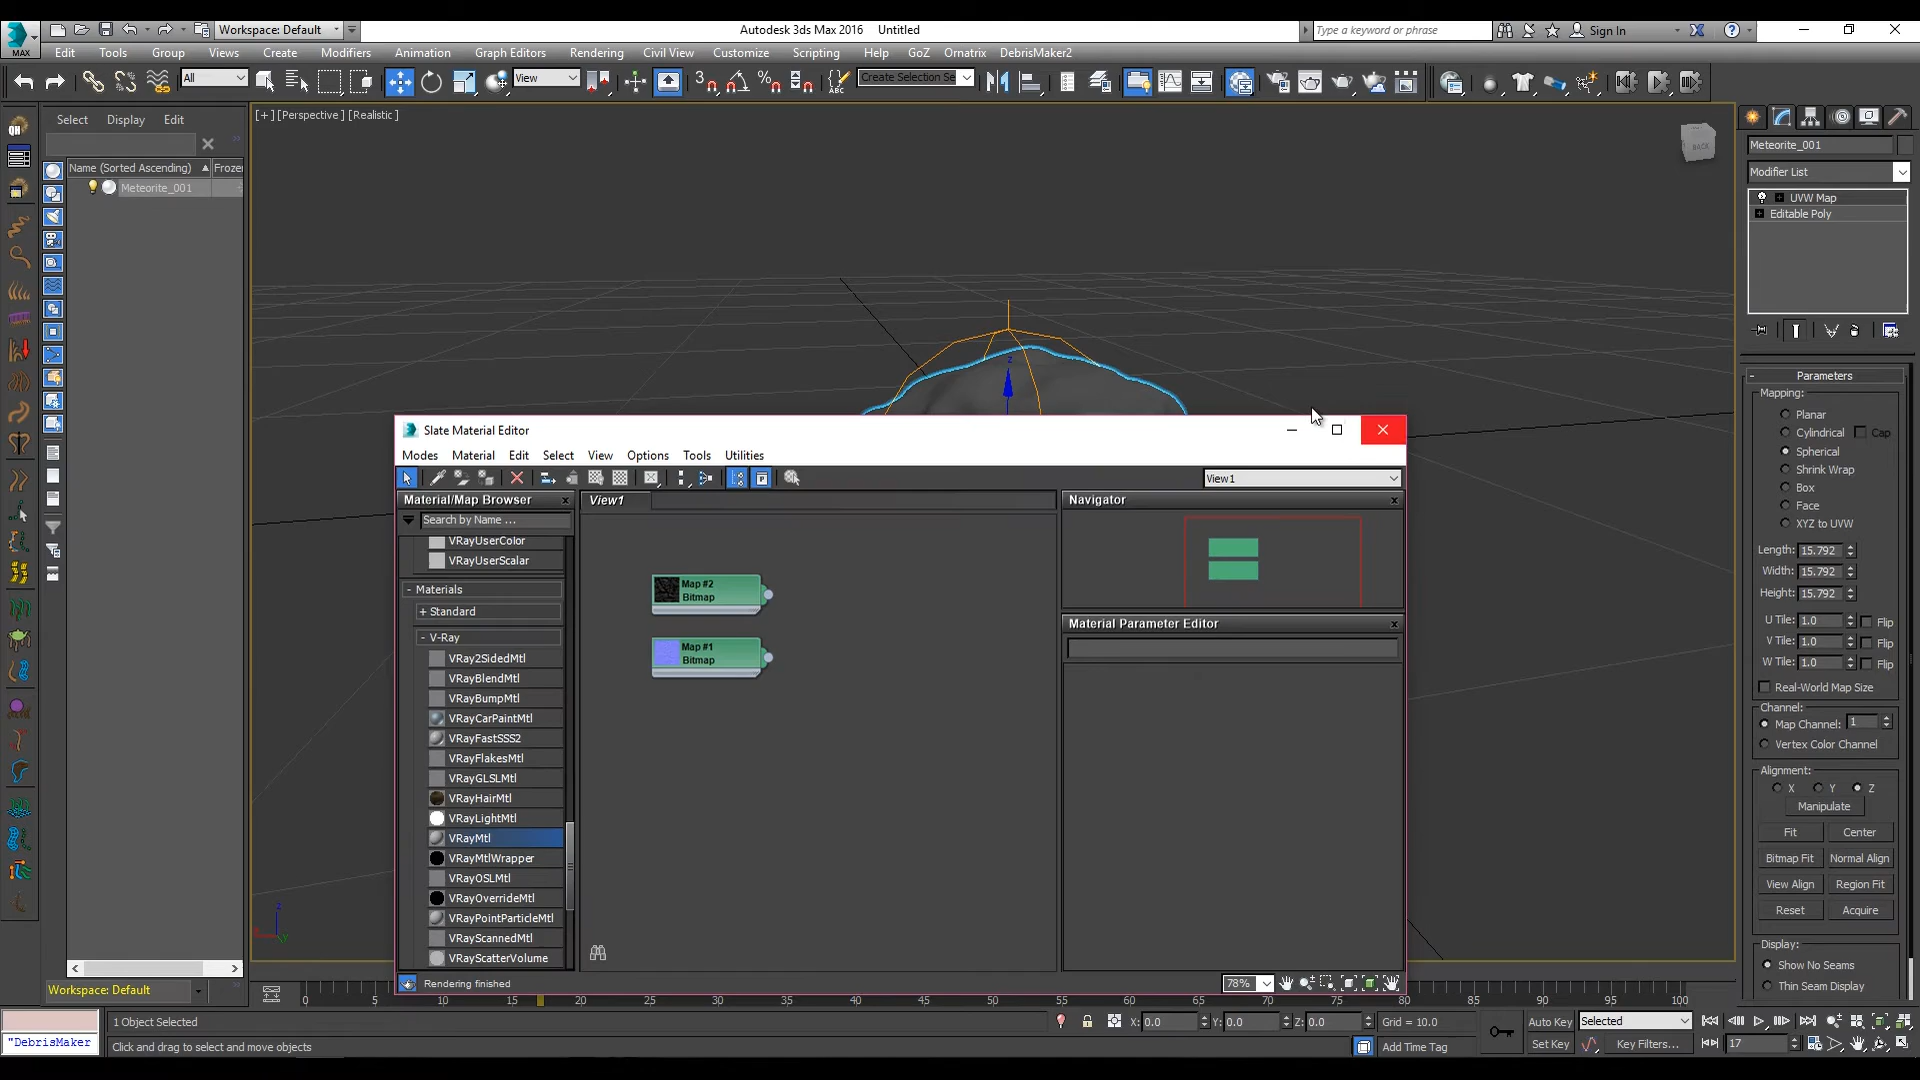 MAX
Workspace: Default
Autodesk 3ds Max 2016 Untitled
Type a keyword or phrase
Sign In
Edit Tools Group Views Create Modifiers Animation Graph Editors Rendering Civil View Customize Scripting Help GoZ Ornatrix DebrisMaker2
All
View
3
Create Selection Se
ABC
Select Display Edit
Name (Sorted Ascending) Frozen
Meteorite_001
[+] [Perspective ] [Realistic ]
BACK
z
Slate Material Editor
Modes Material Edit Select View Options Tools Utilities
View1
Material/Map Browser
View1
Navigator
Search by Name ...
VRayUserColor
VRayUserScalar
- Materials
+ Standard
- V-Ray
VRay2SidedMtl
VRayBlendMtl
VRayBumpMtl
VRayCarPaintMtl
VRayFastSSS2
VRayFlakesMtl
VRayGLSLMtl
VRayHairMtl
VRayLightMtl
VRayMtl
VRayMtlWrapper
VRayOSLMtl
VRayOverrideMtl
VRayPointParticleMtl
VRayScannedMtl
VRayScatterVolume
Map #2
Bitmap
Map #1
Bitmap
Material Parameter Editor
Rendering finished
78%
Meteorite_001
Modifier List
UVW Map
Editable Poly
- Parameters
Mapping:
Planar
Cylindrical Cap
Spherical
Shrink Wrap
Box
Face
XYZ to UVW
Length: 15.792
Width: 15.792
Height: 15.792
U Tile: 1.0 Flip
V Tile: 1.0 Flip
W Tile: 1.0 Flip
Real-World Map Size
Channel:
Map Channel: 1
Vertex Color Channel
Alignment:
X Y Z
Manipulate
Fit Center
Bitmap Fit Normal Align
View Align Region Fit
Reset Acquire
Display:
Show No Seams
Thin Seam Display
Workspace: Default
0 5 10 15 20 25 30 35 40 45 50 55 60 65 70 75 80 85 90 95 100
1 Object Selected
X: 0.0 Y: 0.0 Z: 0.0 Grid = 10.0
Auto Key Selected
"DebrisMaker
Click and drag to select and move objects
Add Time Tag
Set Key Key Filters...
17